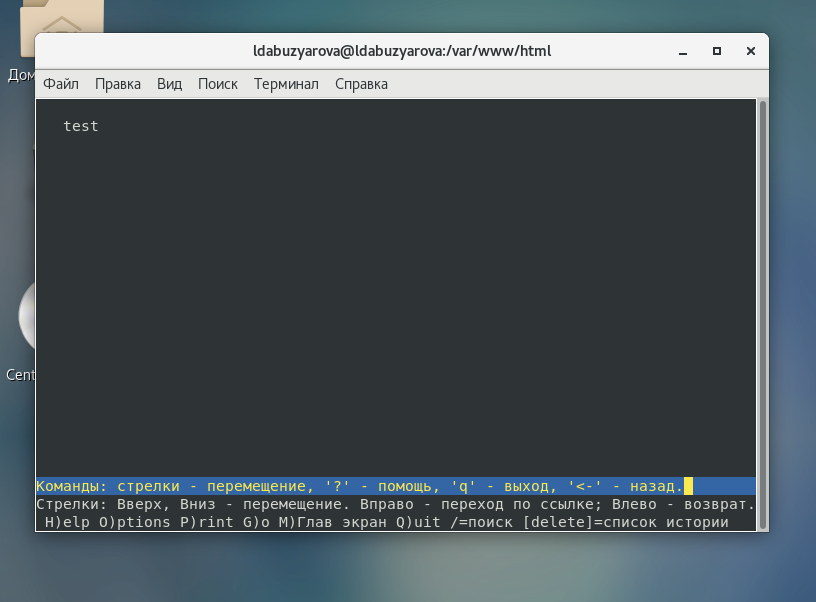 ldabuzyarova@ldabuzyarova:/var/www/html
Дом
Файл Правка Вид Поиск Терминал Справка
test
Cent
Команды: стрелки - перемещение, '?' - помощь, 'q' - выход, '<-' - назад.
Стрелки: Вверх, Вниз - перемещение. Вправо - переход по ссылке; Влево - возврат.
H)elp O)ptions P)rint G)o M)Глав экран Q)uit /=поиск [delete]=список истории